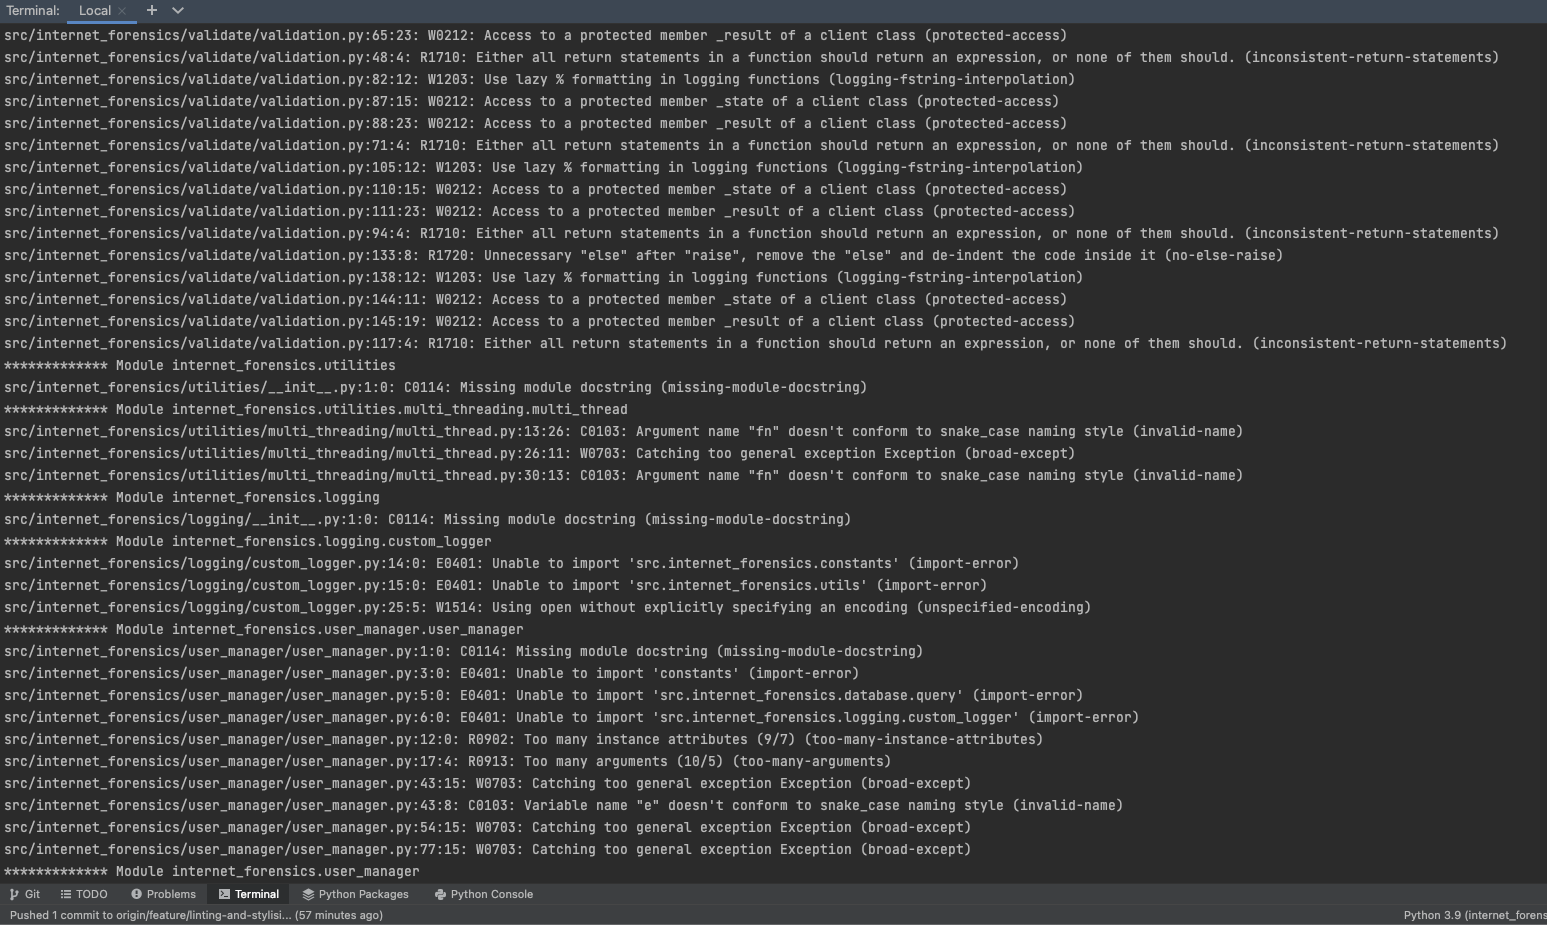 Terminal: Local × +
src/internet_forensics/validate/validation.py:65:23: W0212: Access to a protected member _result of a client class (protected-access)
src/internet_forensics/validate/validation.py:48:4: R1710: Either all return statements in a function should return an expression, or none of them should. (inconsistent-return-statements)
src/internet_forensics/validate/validation.py:82:12: W1203: Use lazy % formatting in logging functions (logging-fstring-interpolation)
src/internet_forensics/validate/validation.py:87:15: W0212: Access to a protected member _state of a client class (protected-access)
src/internet_forensics/validate/validation.py:88:23: W0212: Access to a protected member _result of a client class (protected-access)
src/internet_forensics/validate/validation.py:71:4: R1710: Either all return statements in a function should return an expression, or none of them should. (inconsistent-return-statements)
src/internet_forensics/validate/validation.py:105:12: W1203: Use lazy % formatting in logging functions (logging-fstring-interpolation)
src/internet_forensics/validate/validation.py:110:15: W0212: Access to a protected member _state of a client class (protected-access)
src/internet_forensics/validate/validation.py:111:23: W0212: Access to a protected member _result of a client class (protected-access)
src/internet_forensics/validate/validation.py:94:4: R1710: Either all return statements in a function should return an expression, or none of them should. (inconsistent-return-statements)
src/internet_forensics/validate/validation.py:133:8: R1720: Unnecessary "else" after "raise", remove the "else" and de-indent the code inside it (no-else-raise)
src/internet_forensics/validate/validation.py:138:12: W1203: Use lazy % formatting in logging functions (logging-fstring-interpolation)
src/internet_forensics/validate/validation.py:144:11: W0212: Access to a protected member _state of a client class (protected-access)
src/internet_forensics/validate/validation.py:145:19: W0212: Access to a protected member _result of a client class (protected-access)
src/internet_forensics/validate/validation.py:117:4: R1710: Either all return statements in a function should return an expression, or none of them should. (inconsistent-return-statements)
************* Module internet_forensics.utilities
src/internet_forensics/utilities/__init__.py:1:0: C0114: Missing module docstring (missing-module-docstring)
************* Module internet_forensics.utilities.multi_threading.multi_thread
src/internet_forensics/utilities/multi_threading/multi_thread.py:13:26: C0103: Argument name "fn" doesn't conform to snake_case naming style (invalid-name)
src/internet_forensics/utilities/multi_threading/multi_thread.py:26:11: W0703: Catching too general exception Exception (broad-except)
src/internet_forensics/utilities/multi_threading/multi_thread.py:30:13: C0103: Argument name "fn" doesn't conform to snake_case naming style (invalid-name)
************* Module internet_forensics.logging
src/internet_forensics/logging/__init__.py:1:0: C0114: Missing module docstring (missing-module-docstring)
************* Module internet_forensics.logging.custom_logger
src/internet_forensics/logging/custom_logger.py:14:0: E0401: Unable to import 'src.internet_forensics.constants' (import-error)
src/internet_forensics/logging/custom_logger.py:15:0: E0401: Unable to import 'src.internet_forensics.utils' (import-error)
src/internet_forensics/logging/custom_logger.py:25:5: W1514: Using open without explicitly specifying an encoding (unspecified-encoding)
************* Module internet_forensics.user_manager.user_manager
src/internet_forensics/user_manager/user_manager.py:1:0: C0114: Missing module docstring (missing-module-docstring)
src/internet_forensics/user_manager/user_manager.py:3:0: E0401: Unable to import 'constants' (import-error)
src/internet_forensics/user_manager/user_manager.py:5:0: E0401: Unable to import 'src.internet_forensics.database.query' (import-error)
src/internet_forensics/user_manager/user_manager.py:6:0: E0401: Unable to import 'src.internet_forensics.logging.custom_logger' (import-error)
src/internet_forensics/user_manager/user_manager.py:12:0: R0902: Too many instance attributes (9/7) (too-many-instance-attributes)
src/internet_forensics/user_manager/user_manager.py:17:4: R0913: Too many arguments (10/5) (too-many-arguments)
src/internet_forensics/user_manager/user_manager.py:43:15: W0703: Catching too general exception Exception (broad-except)
src/internet_forensics/user_manager/user_manager.py:43:8: C0103: Variable name "e" doesn't conform to snake_case naming style (invalid-name)
src/internet_forensics/user_manager/user_manager.py:54:15: W0703: Catching too general exception Exception (broad-except)
src/internet_forensics/user_manager/user_manager.py:77:15: W0703: Catching too general exception Exception (broad-except)
************* Module internet_forensics.user_manager
Git TODO Problems Terminal Python Packages Python Console
Pushed 1 commit to origin/feature/linting-and-stylisi... (57 minutes ago) Python 3.9 (internet_forens